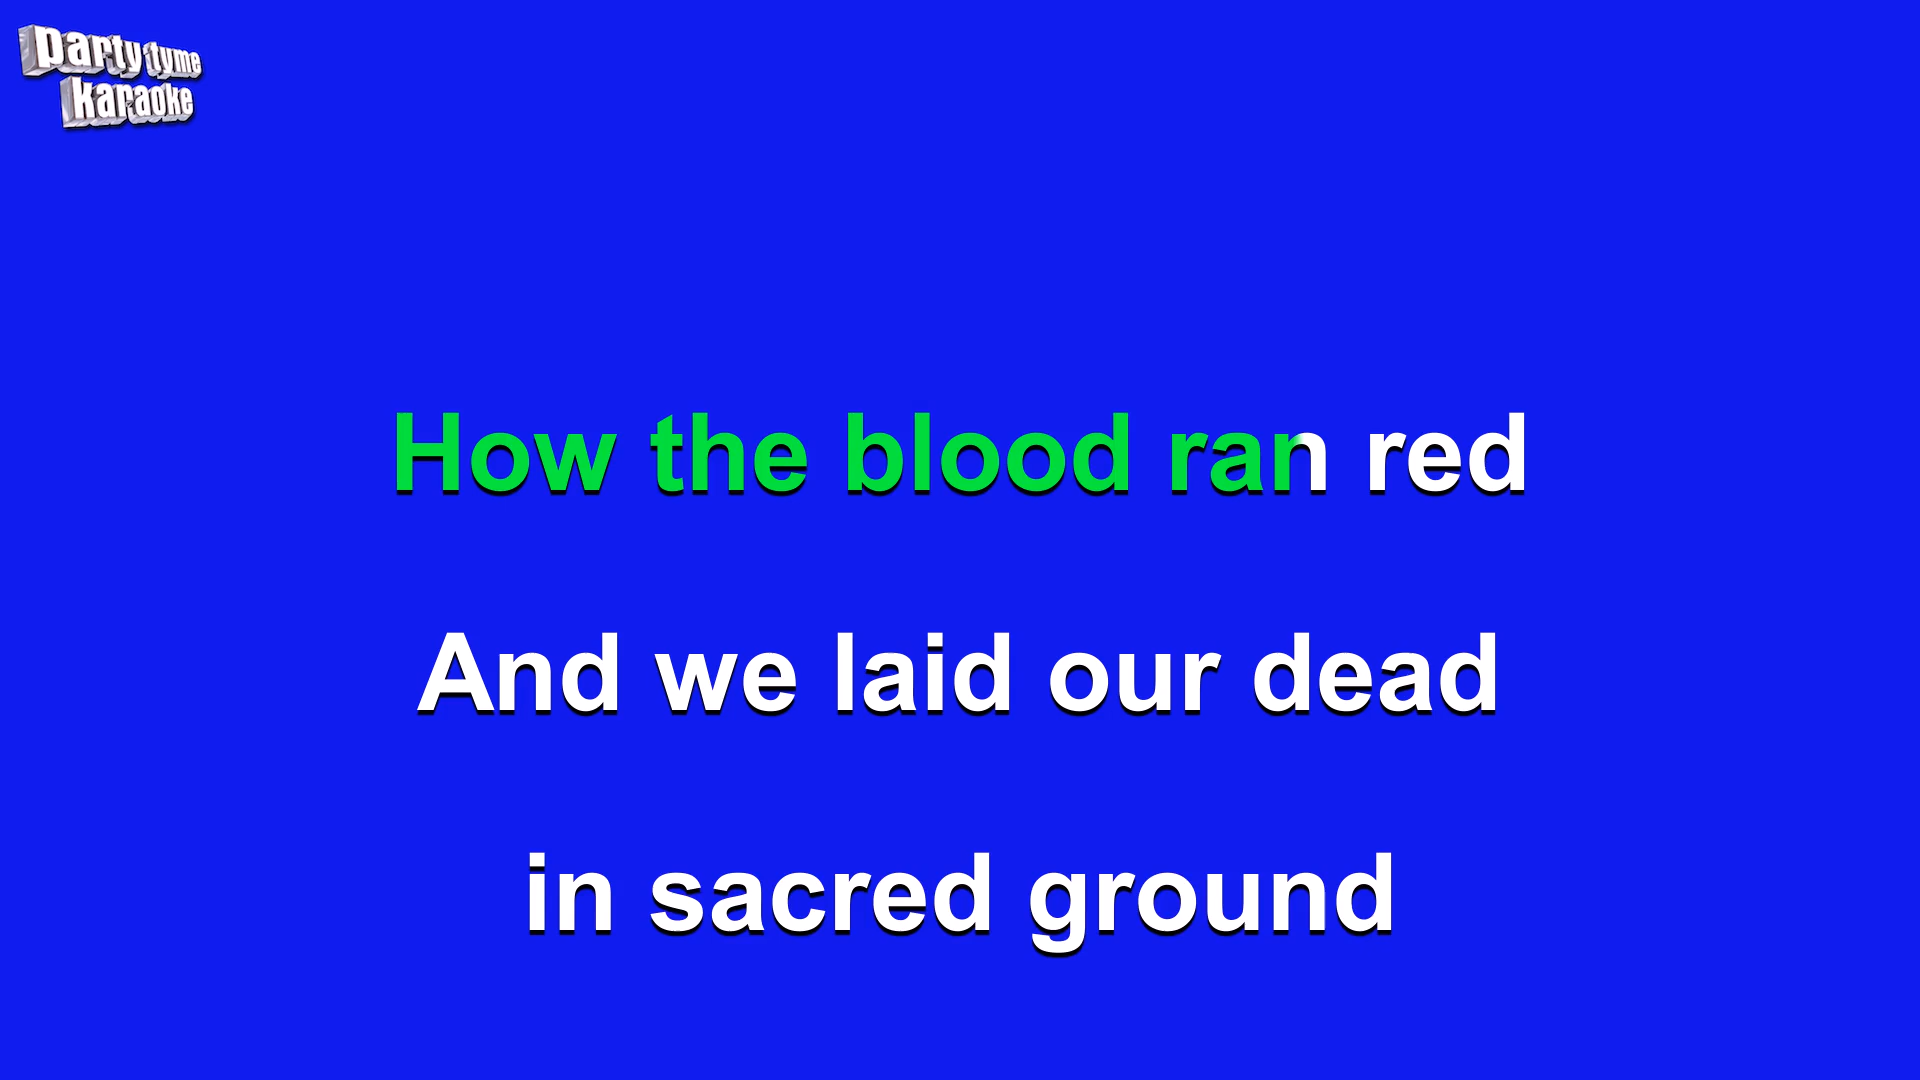 party tyme
karaoke
How the blood ran red
And we laid our dead
in sacred ground